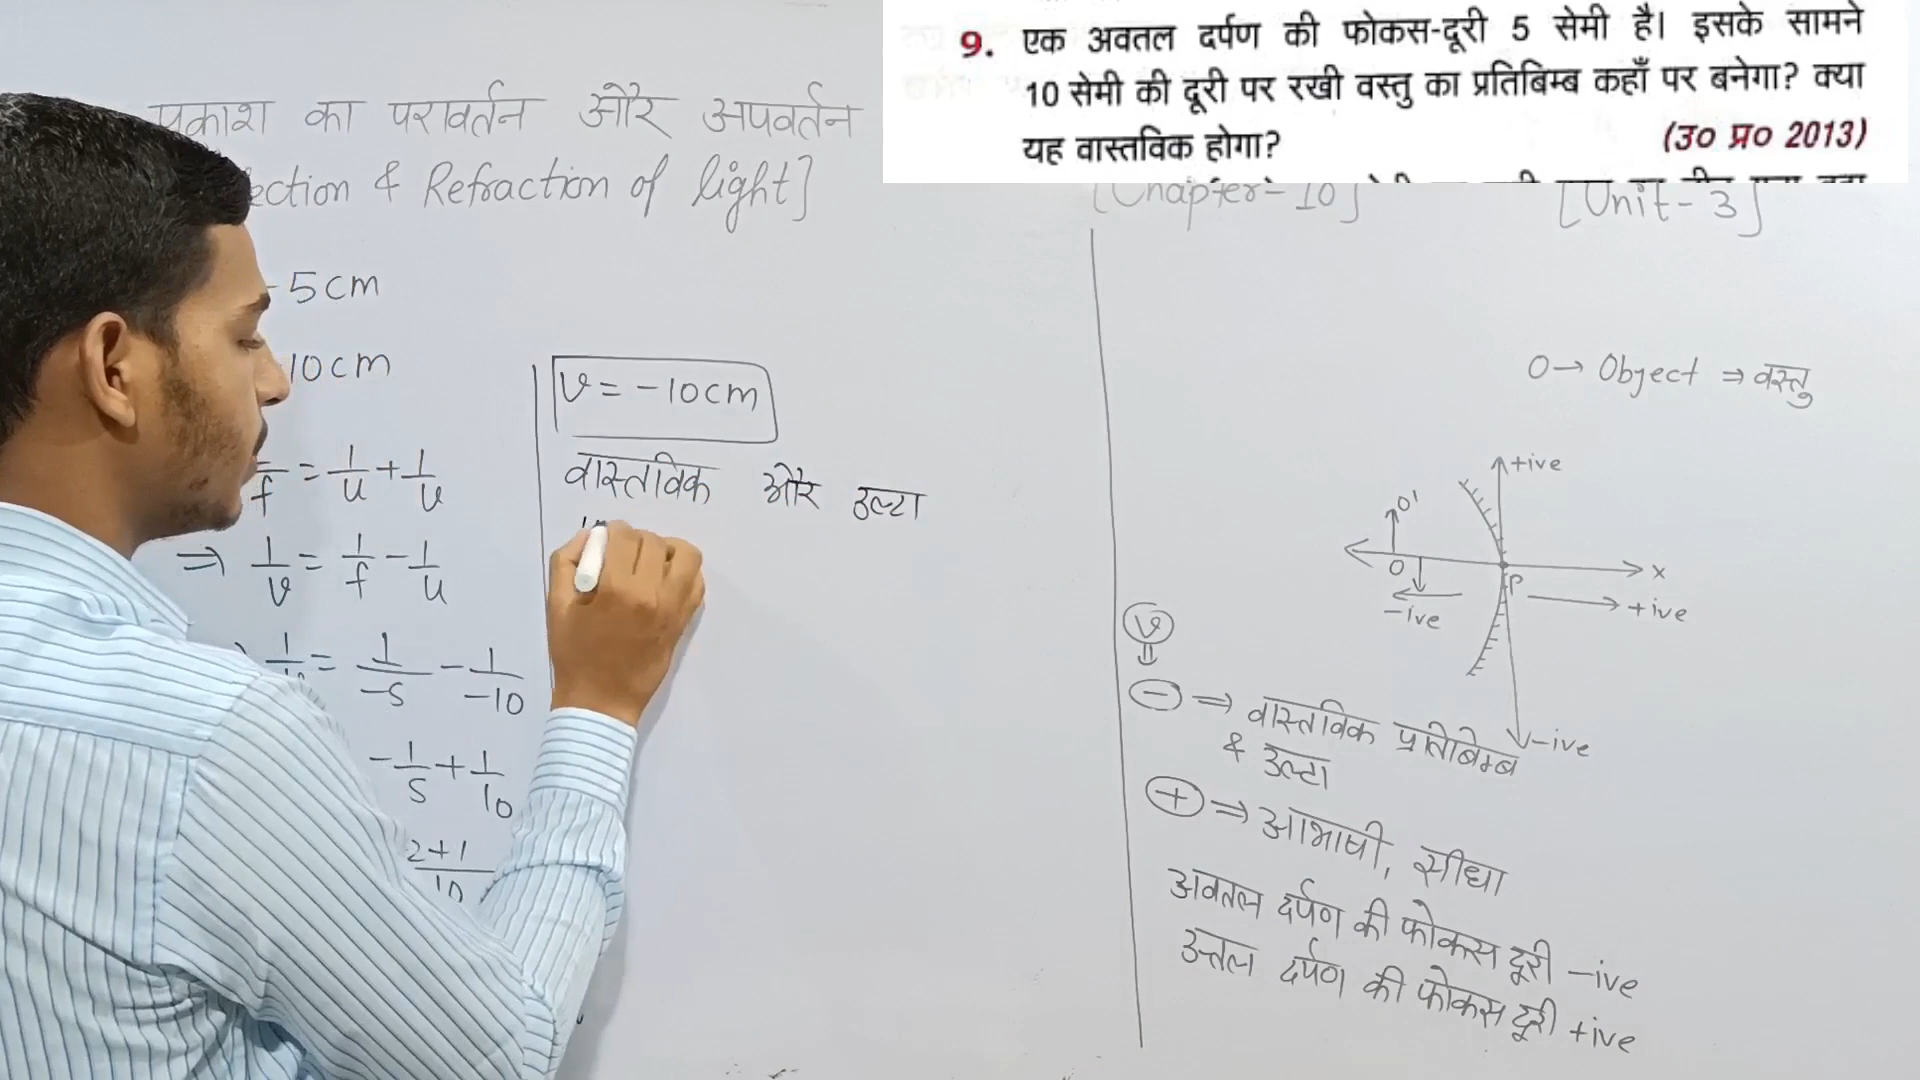 9. एक अवतल दर्पण की फोकस-दूरी 5 सेमी है। इसके सामने
10 सेमी की दूरी पर रखी वस्तु का प्रतिबिम्ब कहाँ पर बनेगा? क्या
यह वास्तविक होगा? (उ० प्र० 2013)
प्रकाश का परावर्तन और अपवर्तन
& Refraction of light]
[Chapter-10] [Unit-3]
-5cm
10cm
f = 1/u + 1/v
⇒ 1/v = 1/f - 1/u
= 1/-5 - 1/-10
-1/5 + 1/10
2+1/10
v = -10cm
वास्तविक और उल्टा
O → Object ⇒ वस्तु
+ive
O'
O
P
x
-ive
+ive
-ive
v
⇓
- ⇒ वास्तविक प्रतिबिम्ब
& उल्टा
+ ⇒ आभाषी, सीधा
अवतल दर्पण की फोकस दूरी -ive
उत्तल दर्पण की फोकस दूरी +ive